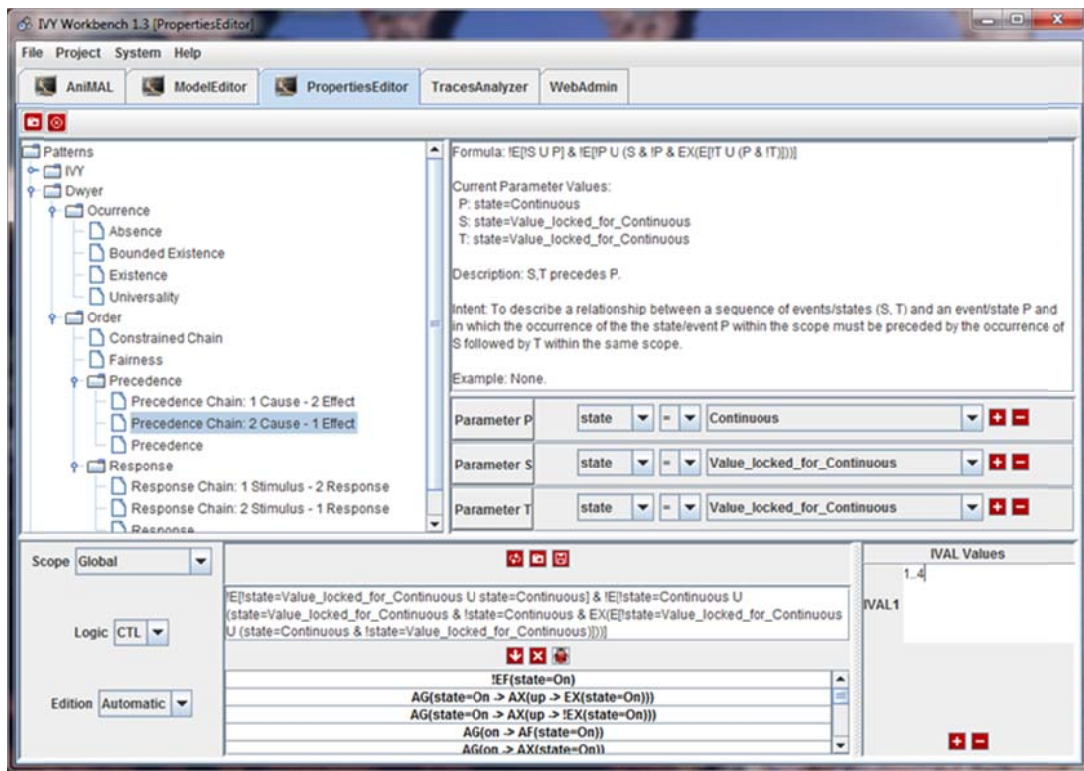 IVY Workbench 1.3 [PropertiesEditor]
File Project System Help
AniMAL ModelEditor PropertiesEditor TracesAnalyzer WebAdmin
Patterns
IVY
Dwyer
Ocurrence
Absence
Bounded Existence
Existence
Universality
Order
Constrained Chain
Fairness
Precedence
Precedence Chain: 1 Cause - 2 Effect
Precedence Chain: 2 Cause - 1 Effect
Precedence
Response
Response Chain: 1 Stimulus - 2 Response
Response Chain: 2 Stimulus - 1 Response
Response
Formula: !E[!S U P] & !E[!P U (S & !P & EX(E[!T U (P & !T)]))]
Current Parameter Values:
P: state=Continuous
S: state=Value_locked_for_Continuous
T: state=Value_locked_for_Continuous
Description: S,T precedes P.
Intent: To describe a relationship between a sequence of events/states (S, T) and an event/state P and
in which the occurrence of the the state/event P within the scope must be preceded by the occurrence of
S followed by T within the same scope.
Example: None.
Parameter P state = Continuous
Parameter S state = Value_locked_for_Continuous
Parameter T state = Value_locked_for_Continuous
Scope Global
Logic CTL
Edition Automatic
!E[!state=Value_locked_for_Continuous U state=Continuous] & !E[!state=Continuous U
(state=Value_locked_for_Continuous & !state=Continuous & EX(E[!state=Value_locked_for_Continuous
U (state=Continuous & !state=Value_locked_for_Continuous)]))]
!EF(state=On)
AG(state=On -> AX(up -> EX(state=On)))
AG(state=On -> AX(up -> !EX(state=On)))
AG(on -> AF(state=On))
AG(on -> AX(state=On))
IVAL Values
IVAL1 1..4